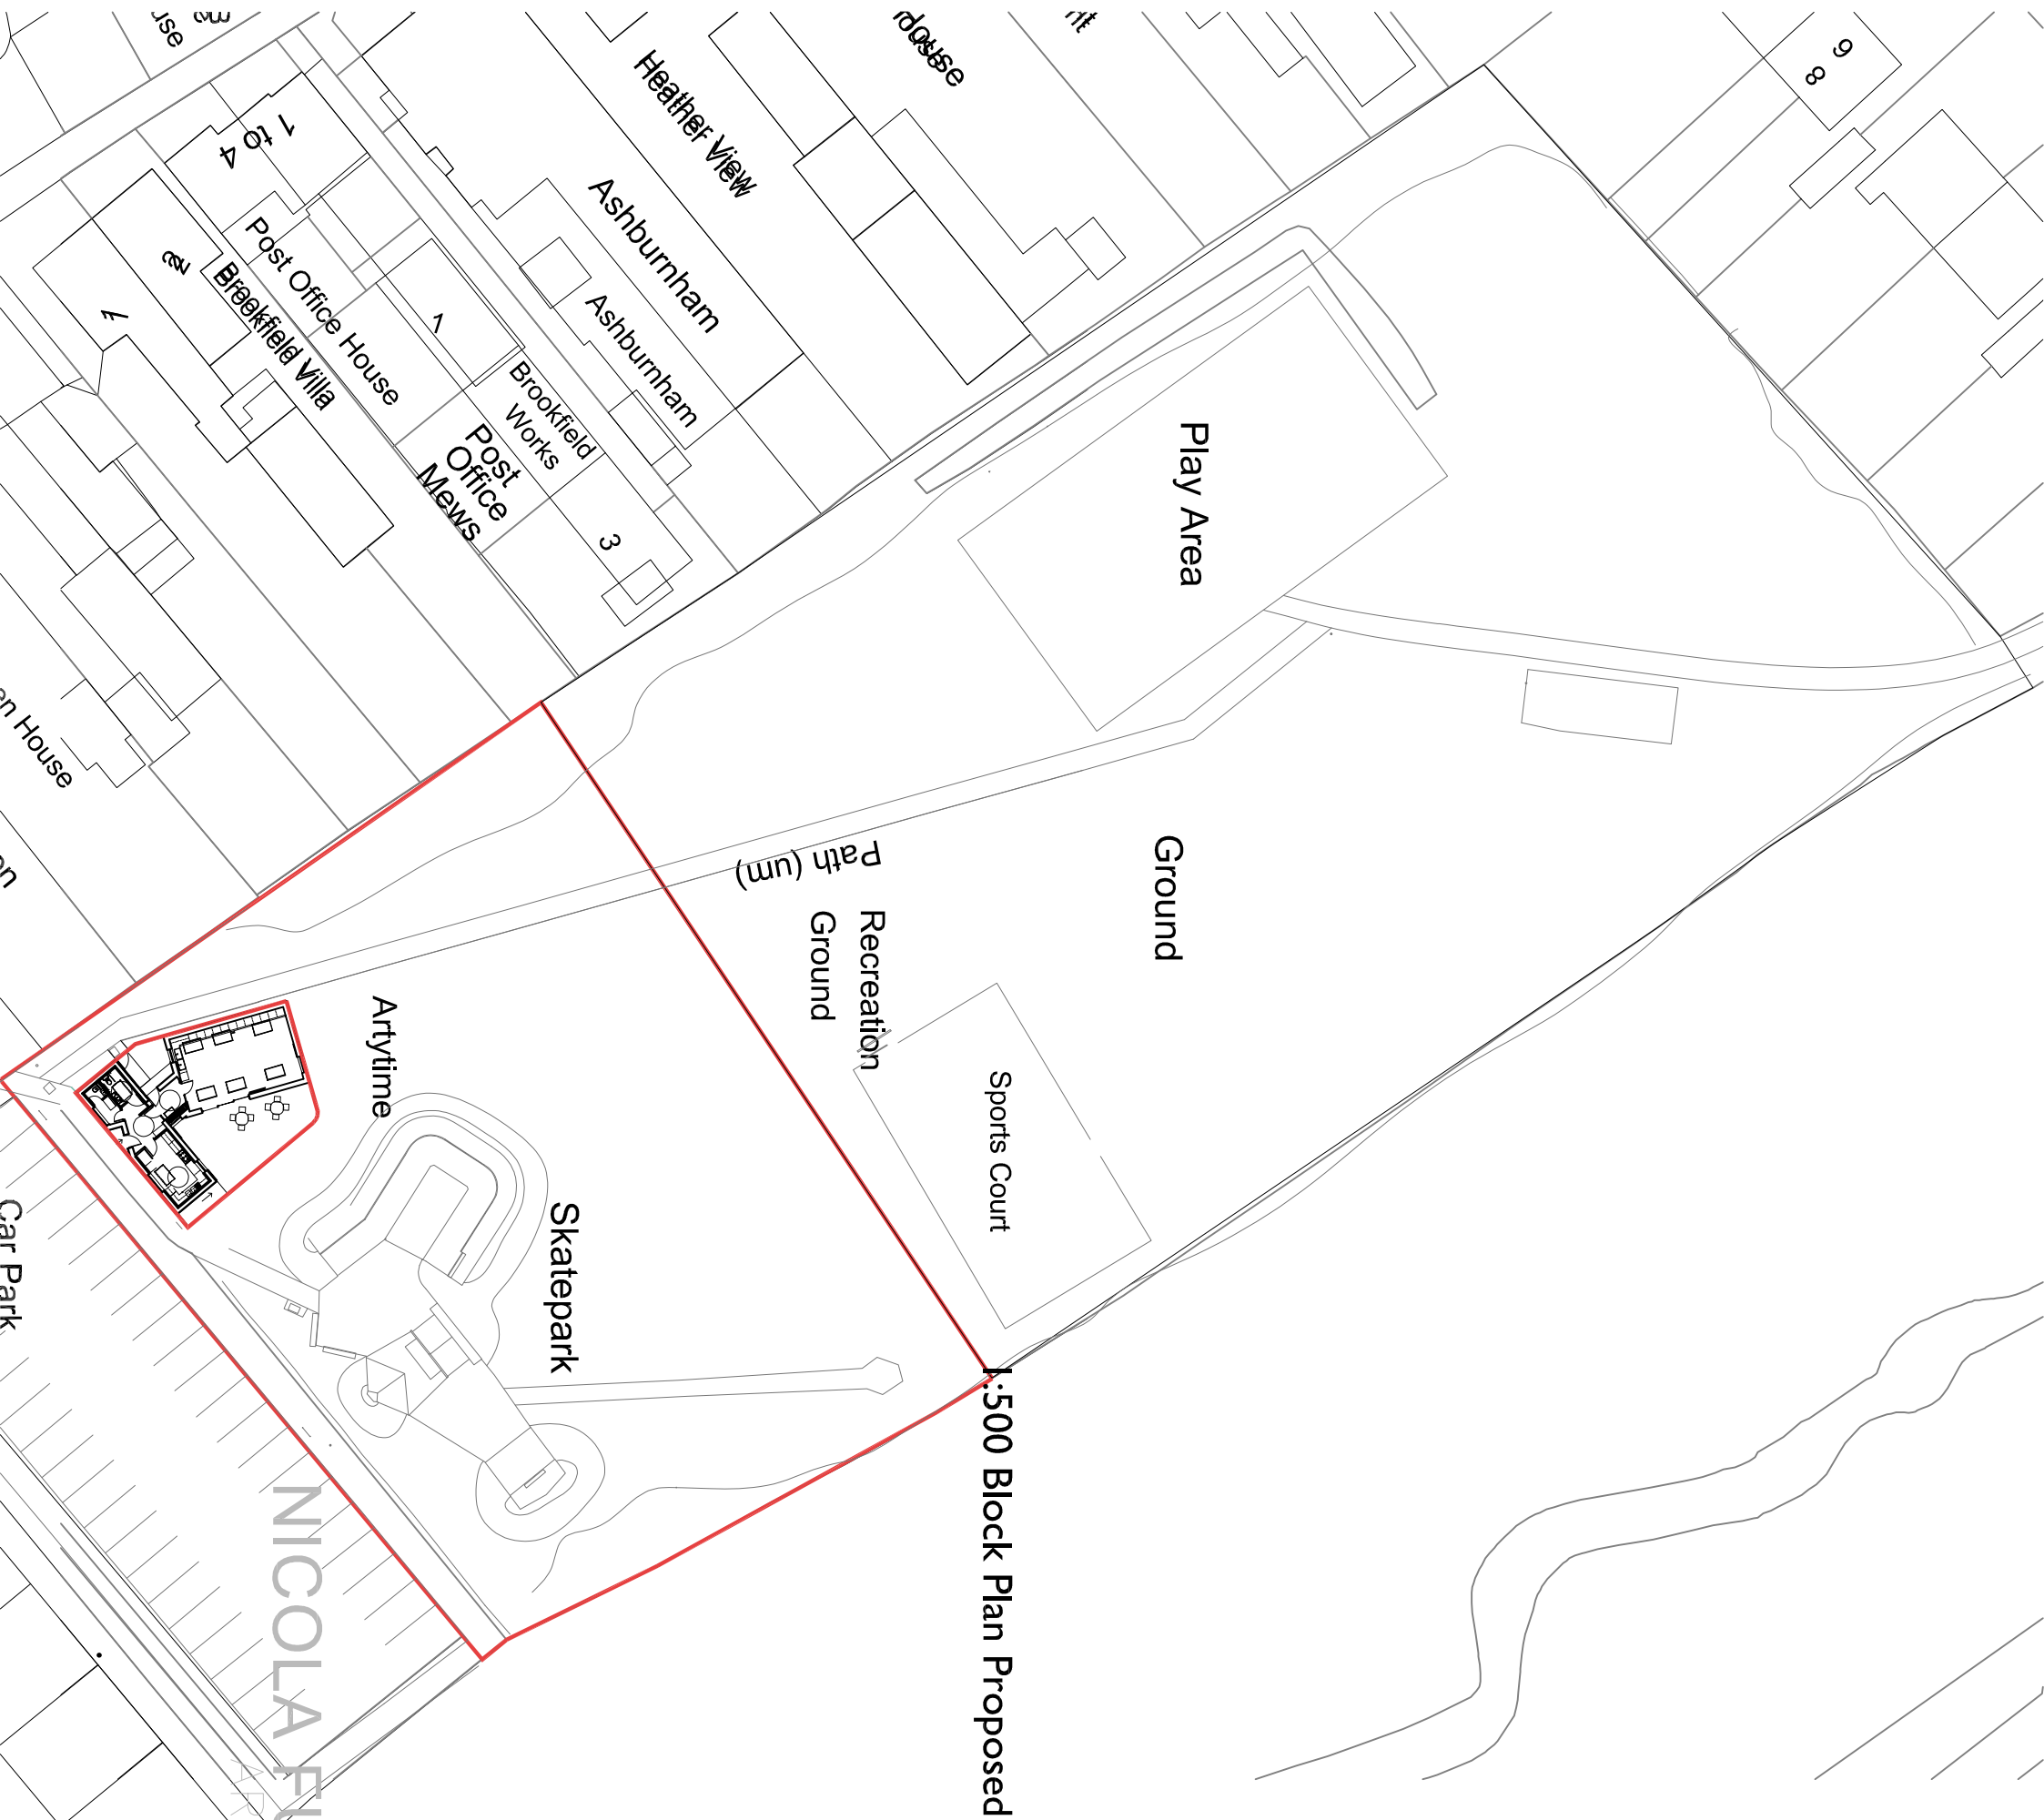 1 to 4
2
1
Post Office House
Brookfield Villa
1
Brookfield
Works
Post
Office
Mews
3
Heather View
Ashburnham
Ashburnham
House
9
8
Play Area
Path (um)
Recreation
Ground
Ground
Sports Court
Artytime
Skatepark
Car Park
1:500 Block Plan Proposed
NICOLA